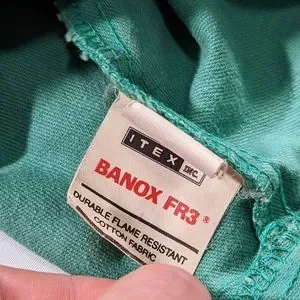 ITEX INC.
BANOX FR3®
DURABLE FLAME RESISTANT
COTTON FABRIC